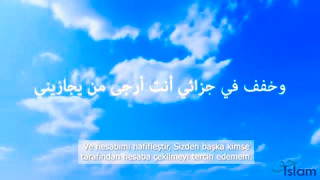 وخفف في جزائي أنتَ أرجى من يجازيني
Ve hesabımı hafifleştir, Sizden başka kimse
tarafından hesaba çekilmeyi tercih edemem.
Islam